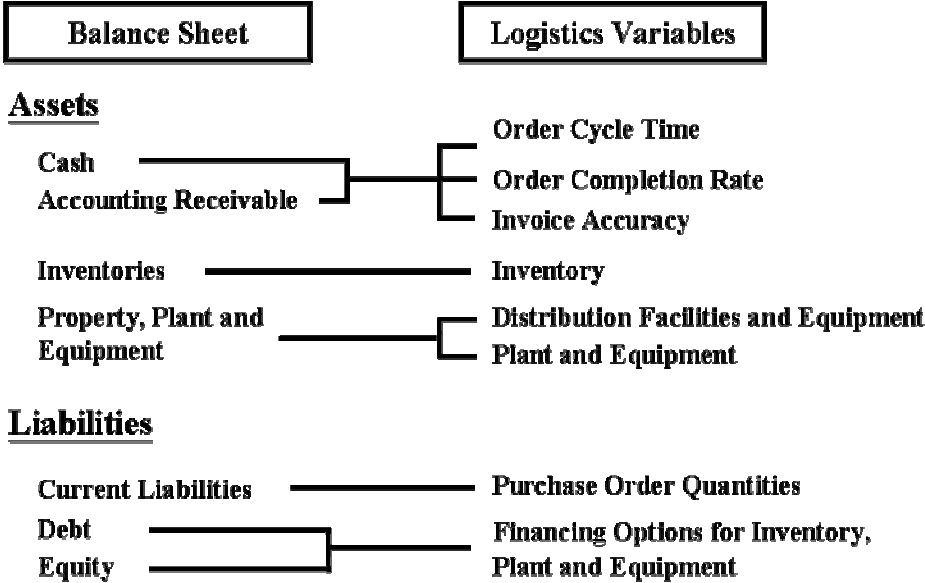 Balance Sheet
Logistics Variables
Assets
Cash
Accounting Receivable
Order Cycle Time
Order Completion Rate
Invoice Accuracy
Inventories
Inventory
Property, Plant and
Equipment
Distribution Facilities and Equipment
Plant and Equipment
Liabilities
Current Liabilities
Purchase Order Quantities
Debt
Equity
Financing Options for Inventory,
Plant and Equipment